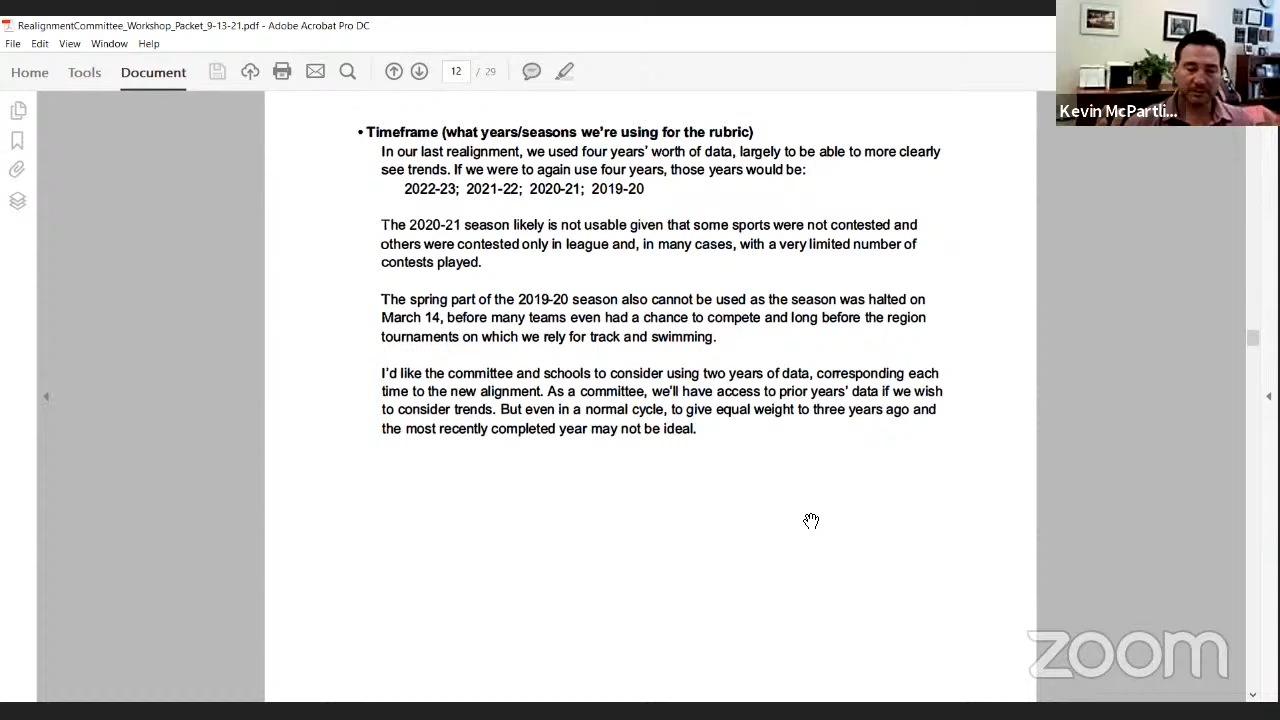 RealignmentCommittee_Workshop_Packet_9-13-21.pdf - Adobe Acrobat Pro DC
File Edit View Window Help
Home Tools Document 12 / 29
Kevin McPartli...
• Timeframe (what years/seasons we're using for the rubric)
In our last realignment, we used four years' worth of data, largely to be able to more clearly
see trends. If we were to again use four years, those years would be:
2022-23; 2021-22; 2020-21; 2019-20
The 2020-21 season likely is not usable given that some sports were not contested and
others were contested only in league and, in many cases, with a very limited number of
contests played.
The spring part of the 2019-20 season also cannot be used as the season was halted on
March 14, before many teams even had a chance to compete and long before the region
tournaments on which we rely for track and swimming.
I'd like the committee and schools to consider using two years of data, corresponding each
time to the new alignment. As a committee, we'll have access to prior years' data if we wish
to consider trends. But even in a normal cycle, to give equal weight to three years ago and
the most recently completed year may not be ideal.
zoom